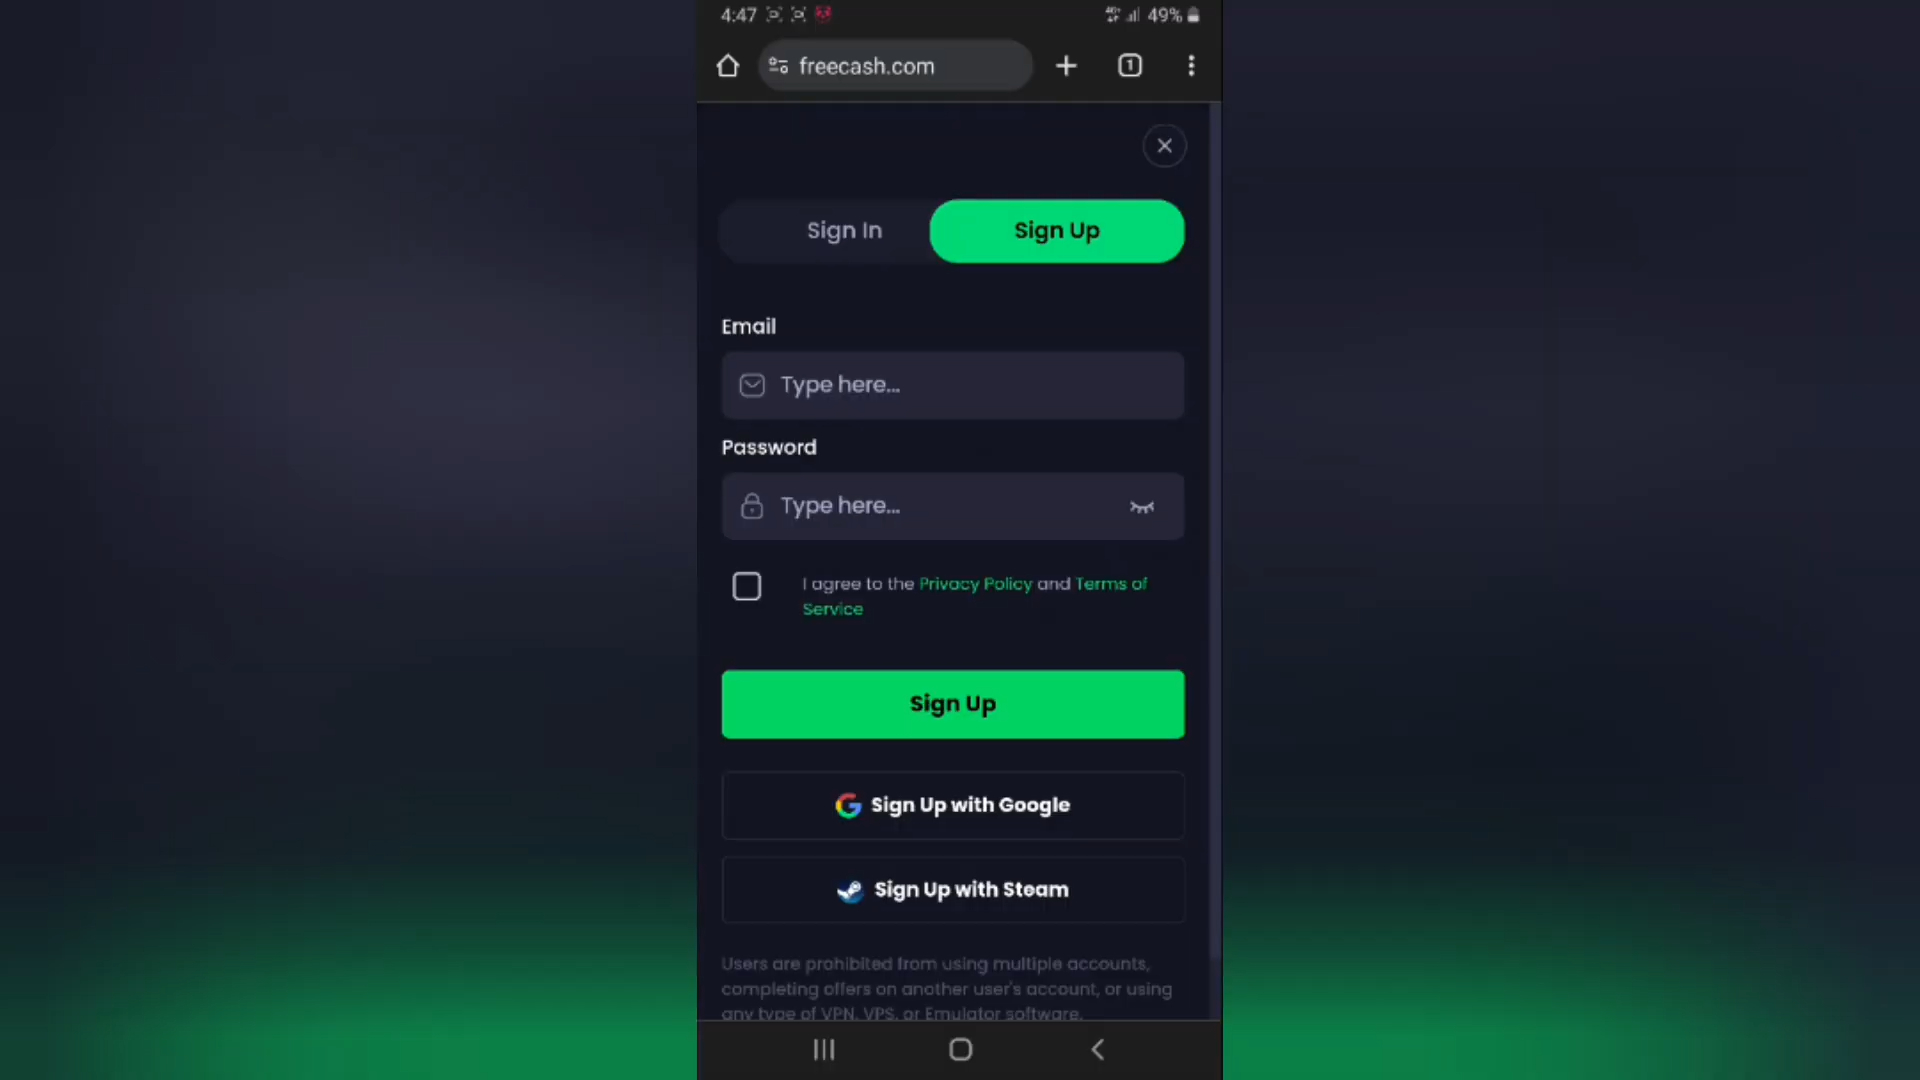 4:47
49%
freecash.com
1
Sign In
Sign Up
Email
Type here...
Password
Type here...
I agree to the Privacy Policy and Terms of
Service
Sign Up
Sign Up with Google
Sign Up with Steam
Users are prohibited from using multiple accounts,
completing offers on another user's account, or using
any type of VPN, VPS, or Emulator software.